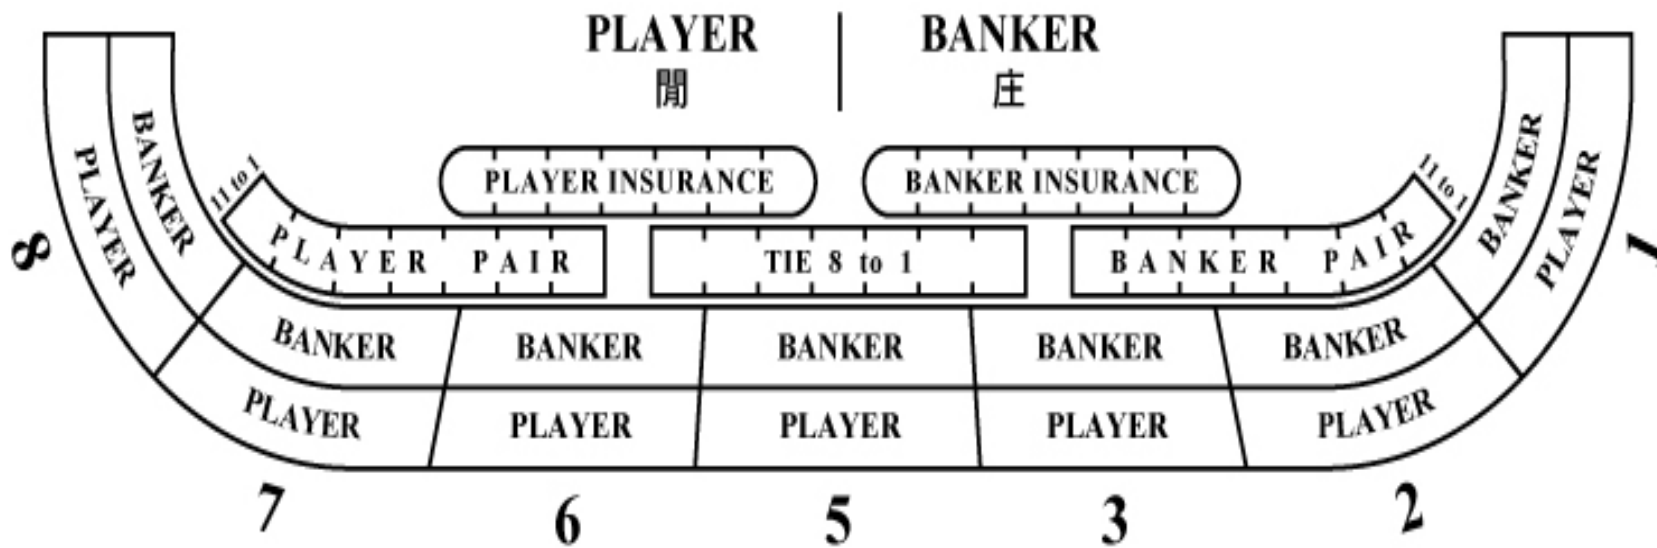 PLAYER | BANKER
閒 庄
PLAYER INSURANCE BANKER INSURANCE
11 to 1 11 to 1
PLAYER PAIR TIE 8 to 1 BANKER PAIR
BANKER BANKER BANKER BANKER BANKER BANKER BANKER
PLAYER PLAYER PLAYER PLAYER PLAYER PLAYER PLAYER
8 7 6 5 3 2 1